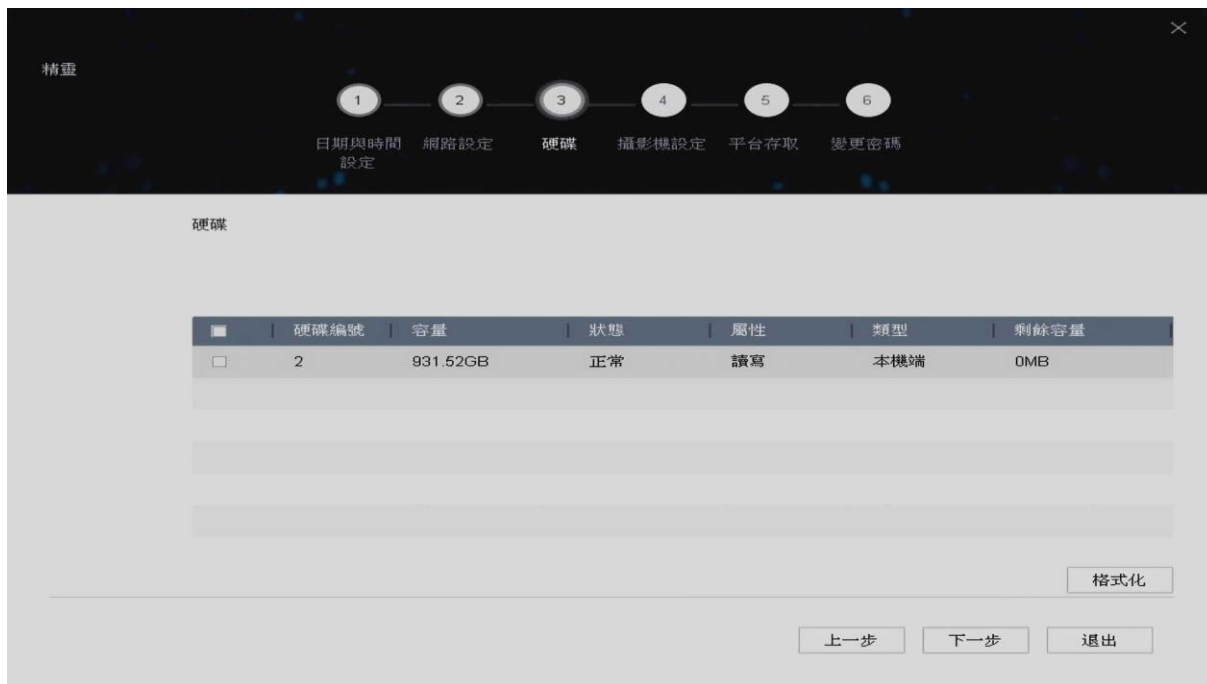 精靈
1 2 3 4 5 6
日期與時間設定 網路設定 硬碟 攝影機設定 平台存取 變更密碼
硬碟
硬碟編號 容量 狀態 屬性 類型 剩餘容量
2 931.52GB 正常 讀寫 本機端 0MB
格式化
上一步 下一步 退出